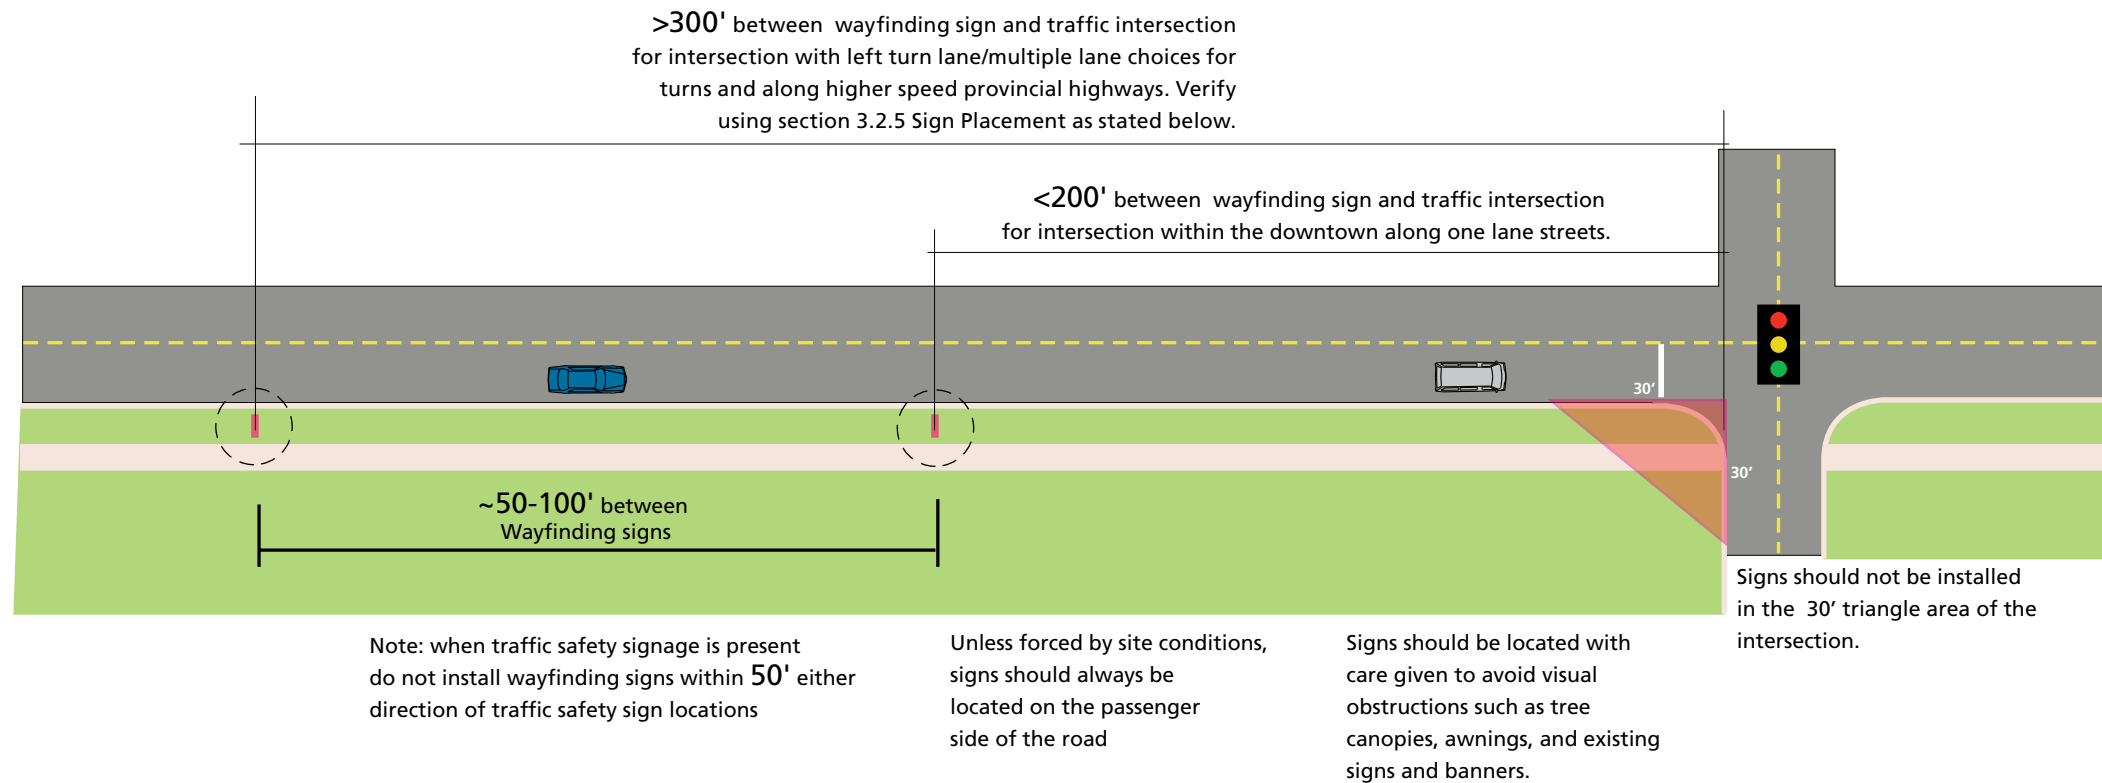 >300' between wayfinding sign and traffic intersection
for intersection with left turn lane/multiple lane choices for
turns and along higher speed provincial highways. Verify
using section 3.2.5 Sign Placement as stated below.
<200' between wayfinding sign and traffic intersection
for intersection within the downtown along one lane streets.
30’
30’
~50-100' between
Wayfinding signs
Note: when traffic safety signage is present
do not install wayfinding signs within 50' either
direction of traffic safety sign locations
Unless forced by site conditions,
signs should always be
located on the passenger
side of the road
Signs should be located with
care given to avoid visual
obstructions such as tree
canopies, awnings, and existing
signs and banners.
Signs should not be installed
in the 30’ triangle area of the
intersection.